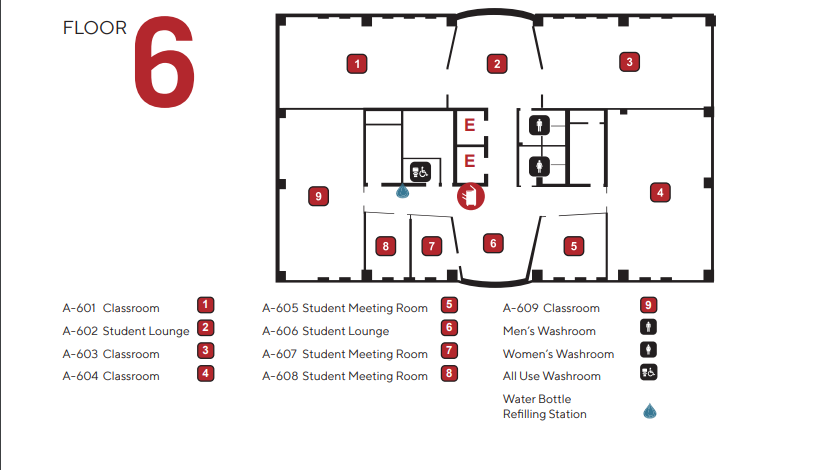 FLOOR 6
1
2
3
E
E
9
4
8
7
6
5
A-601 Classroom 1
A-602 Student Lounge 2
A-603 Classroom 3
A-604 Classroom 4
A-605 Student Meeting Room 5
A-606 Student Lounge 6
A-607 Student Meeting Room 7
A-608 Student Meeting Room 8
A-609 Classroom 9
Men's Washroom
Women's Washroom
All Use Washroom
Water Bottle
Refilling Station